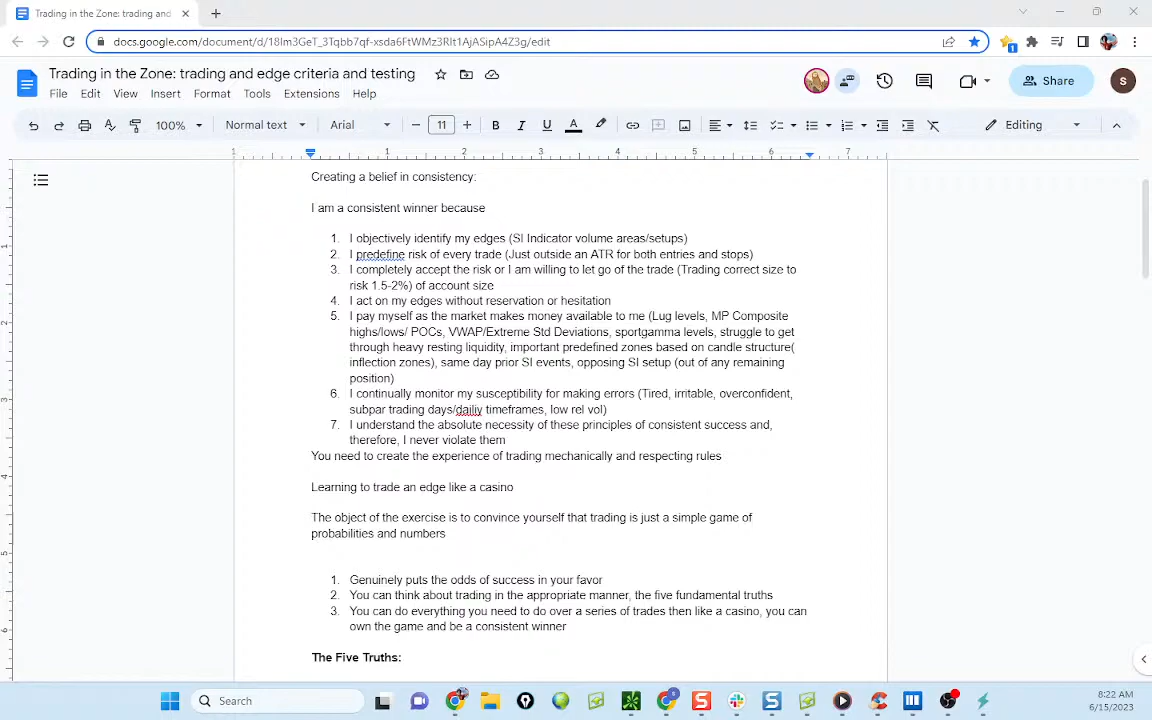 Trading in the Zone: trading and
docs.google.com/document/d/18Im3GeT_3Tqbb7qf-xsda6FtWMz3RIt1AjASipA4Z3g/edit
Trading in the Zone: trading and edge criteria and testing
File Edit View Insert Format Tools Extensions Help
Share
S
100% Normal text Arial 11 B I U A Editing
1 1 2 3 4 5 6 7
Creating a belief in consistency:
I am a consistent winner because
1. I objectively identify my edges (SI Indicator volume areas/setups)
2. I predefine risk of every trade (Just outside an ATR for both entries and stops)
3. I completely accept the risk or I am willing to let go of the trade (Trading correct size to
risk 1.5-2%) of account size
4. I act on my edges without reservation or hesitation
5. I pay myself as the market makes money available to me (Lug levels, MP Composite
highs/lows/ POCs, VWAP/Extreme Std Deviations, sportgamma levels, struggle to get
through heavy resting liquidity, important predefined zones based on candle structure(
inflection zones), same day prior SI events, opposing SI setup (out of any remaining
position)
6. I continually monitor my susceptibility for making errors (Tired, irritable, overconfident,
subpar trading days/dailiy timeframes, low rel vol)
7. I understand the absolute necessity of these principles of consistent success and,
therefore, I never violate them
You need to create the experience of trading mechanically and respecting rules
Learning to trade an edge like a casino
The object of the exercise is to convince yourself that trading is just a simple game of
probabilities and numbers
1. Genuinely puts the odds of success in your favor
2. You can think about trading in the appropriate manner, the five fundamental truths
3. You can do everything you need to do over a series of trades then like a casino, you can
own the game and be a consistent winner
The Five Truths:
Search
8:22 AM
6/15/2023